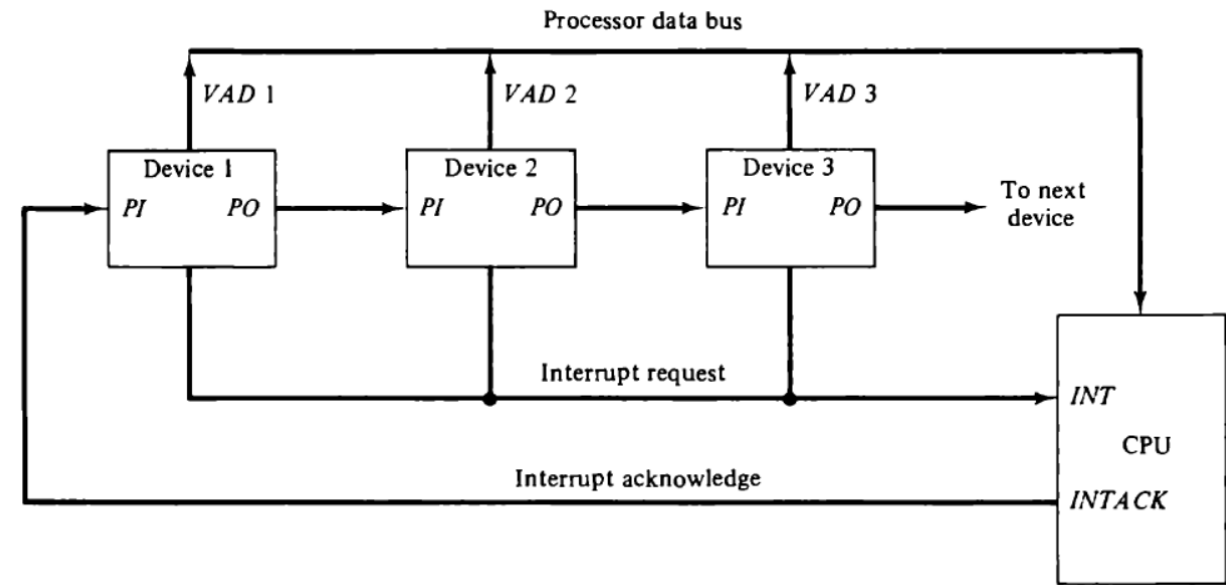 Processor data bus
VAD 1
VAD 2
VAD 3
Device 1
PI
PO
Device 2
PI
PO
Device 3
PI
PO
To next
device
Interrupt request
INT
CPU
Interrupt acknowledge
INTACK